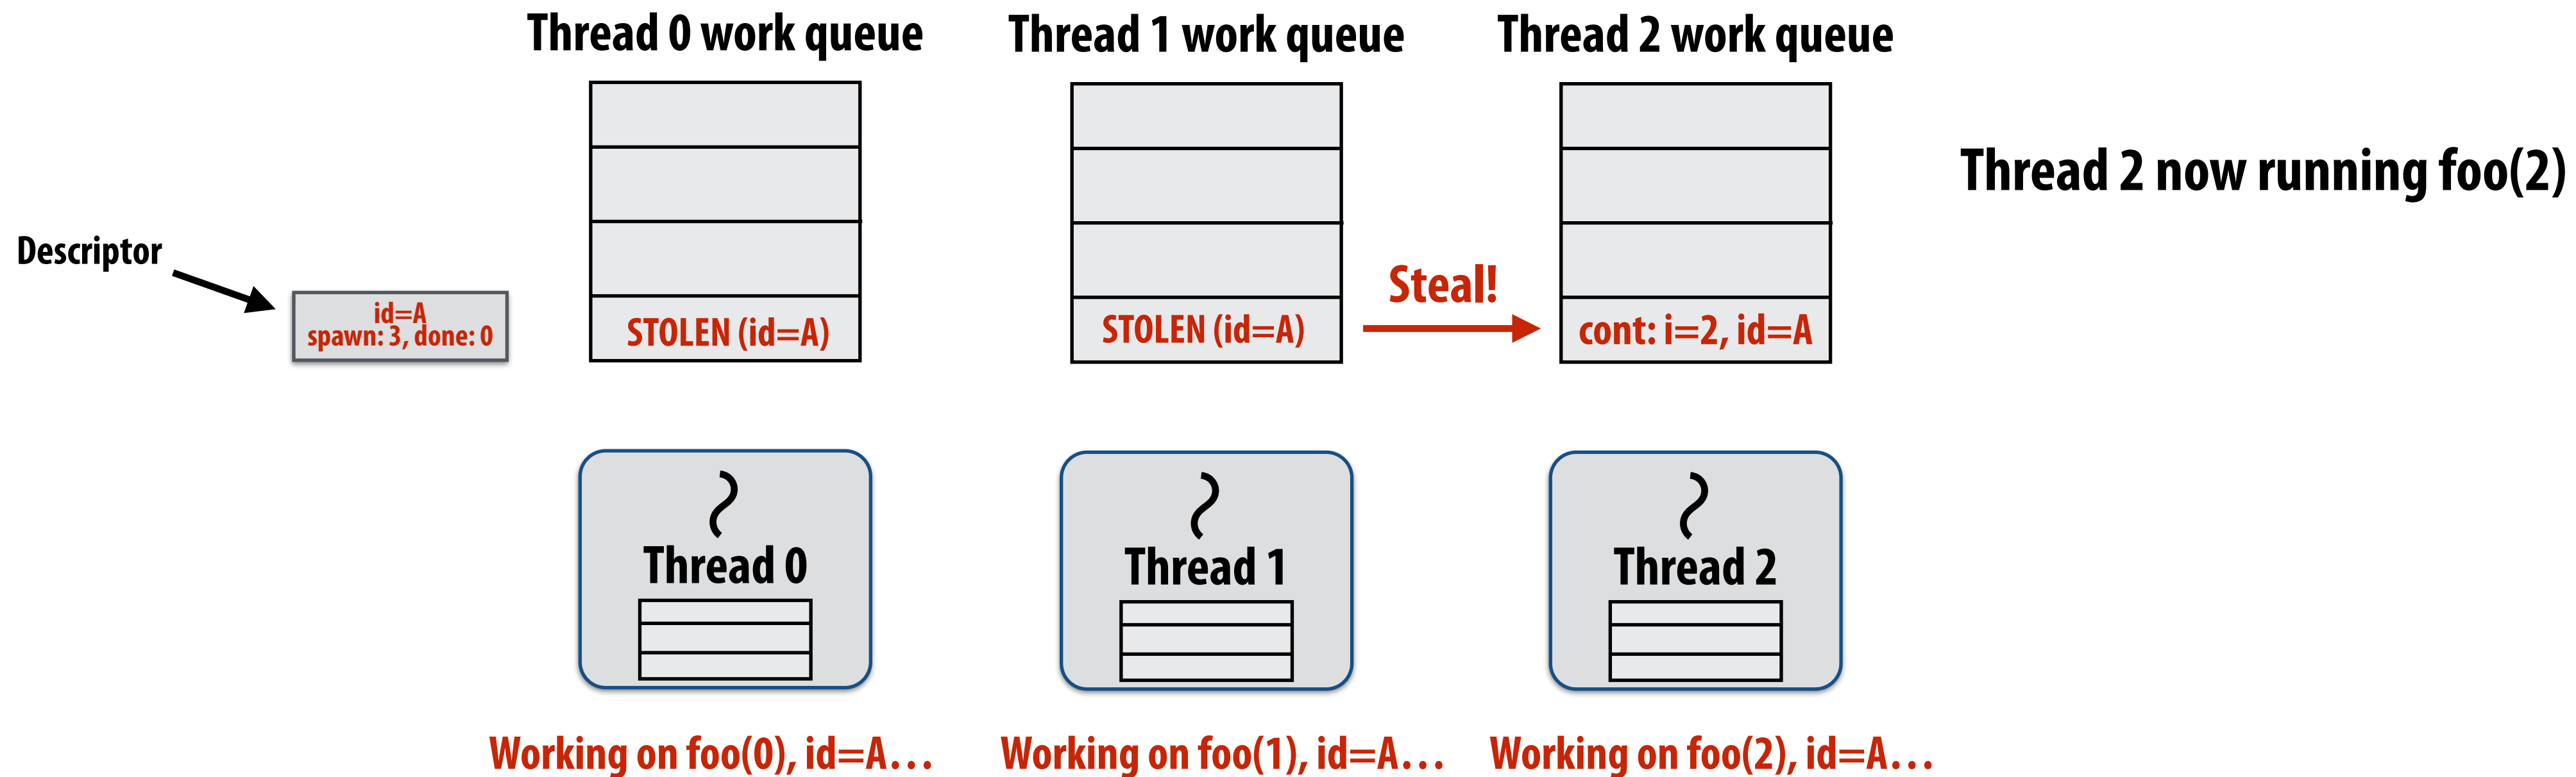 Thread 0 work queue
Thread 1 work queue
Thread 2 work queue
Thread 2 now running foo(2)
Descriptor
id=A
spawn: 3, done: 0
STOLEN (id=A)
STOLEN (id=A)
Steal!
cont: i=2, id=A
Thread 0
Thread 1
Thread 2
Working on foo(0), id=A…
Working on foo(1), id=A…
Working on foo(2), id=A…